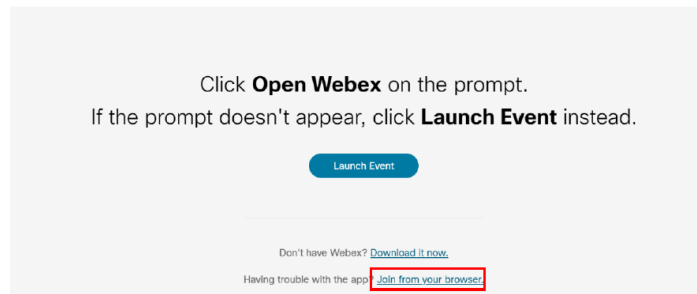 Click Open Webex on the prompt.
If the prompt doesn't appear, click Launch Event instead.
Launch Event
Don't have Webex? Download it now.
Having trouble with the app? Join from your browser.